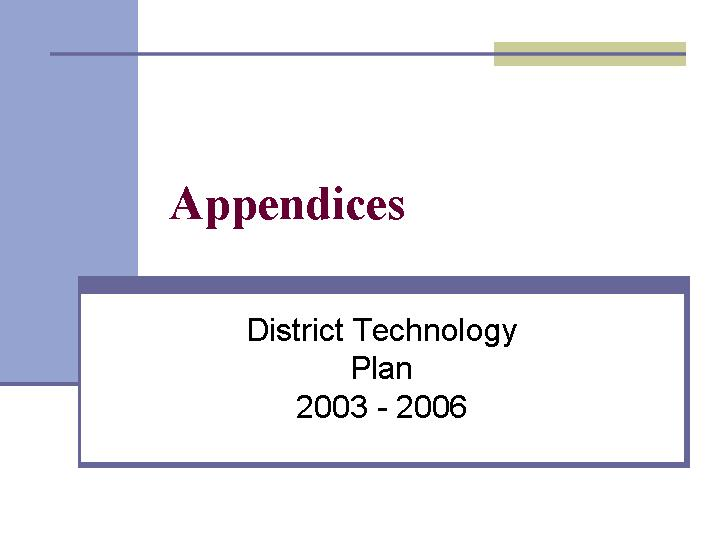 Appendices
District Technology
Plan
2003 - 2006